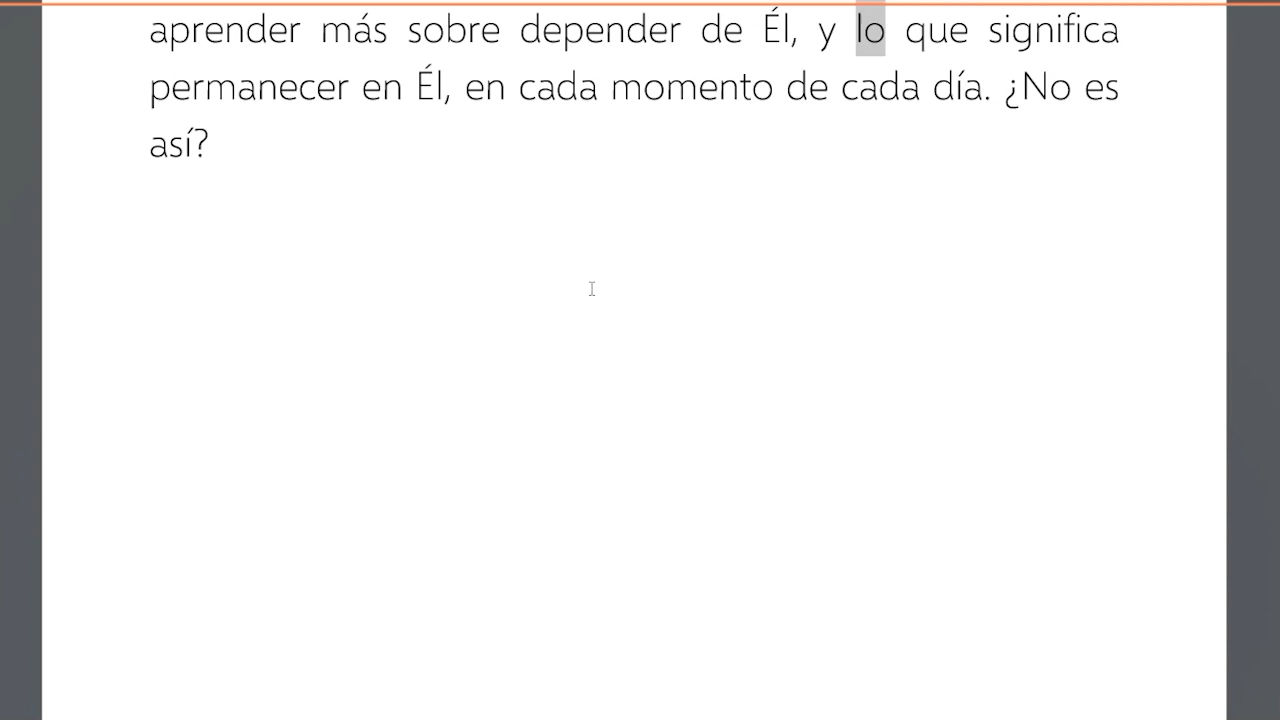 aprender más sobre depender de Él, y lo que significa
permanecer en Él, en cada momento de cada día. ¿No es
así?